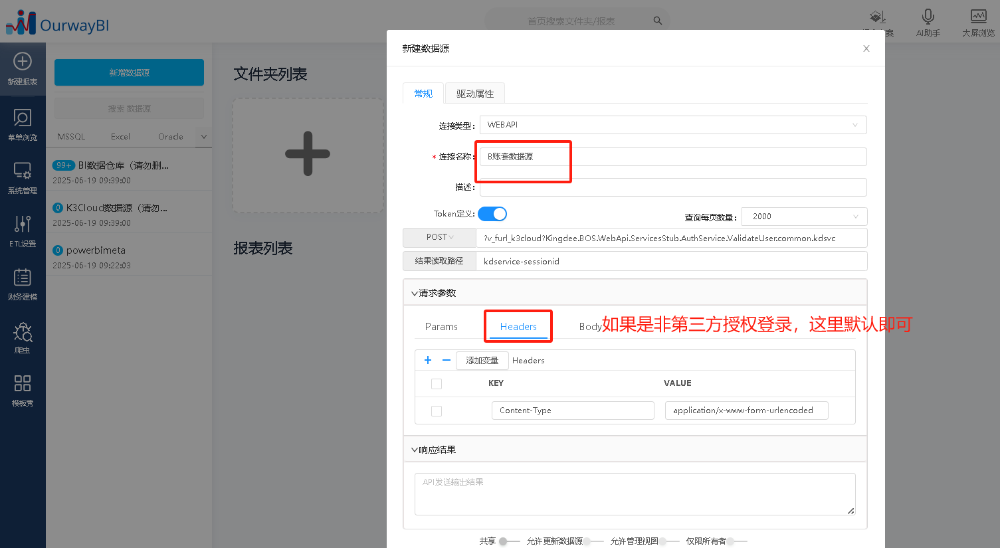 OurwayBI
首页搜索文件夹/报表
AI助手
大屏浏览
新建报表
菜单浏览
系统管理
ETL设置
财务建模
爬虫
模板秀
新增数据源
搜索 数据源
MSSQL Excel Oracle
99+ BI数据仓库（请勿删...
2025-06-19 09:39:00
0 K3Cloud数据源（请勿...
2025-06-19 09:39:00
0 powerbimeta
2025-06-19 09:22:03
文件夹列表
报表列表
新建数据源
常规 驱动属性
连接类型: WEBAPI
* 连接名称: B账套数据源
描述:
Token定义: 查询每页数量: 2000
POST ?v_furl_k3cloud?Kingdee.BOS.WebApi.ServicesStub.AuthService.ValidateUser.common.kdsvc
结果读取路径 kdservice-sessionid
请求参数
Params Headers Body
如果是非第三方授权登录，这里默认即可
添加变量 Headers
KEY VALUE
Content-Type application/x-www-form-urlencoded
响应结果
API发送输出结果
共享 允许更新数据源 允许管理视图 仅限所有者